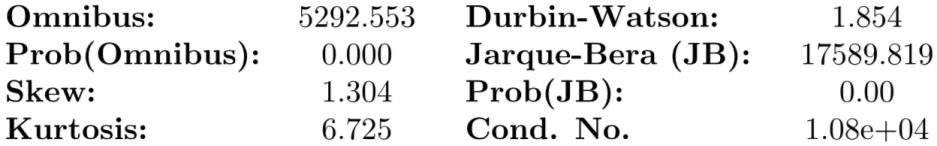 Omnibus: 5292.553 Durbin-Watson: 1.854
Prob(Omnibus): 0.000 Jarque-Bera (JB): 17589.819
Skew: 1.304 Prob(JB): 0.00
Kurtosis: 6.725 Cond. No. 1.08e+04